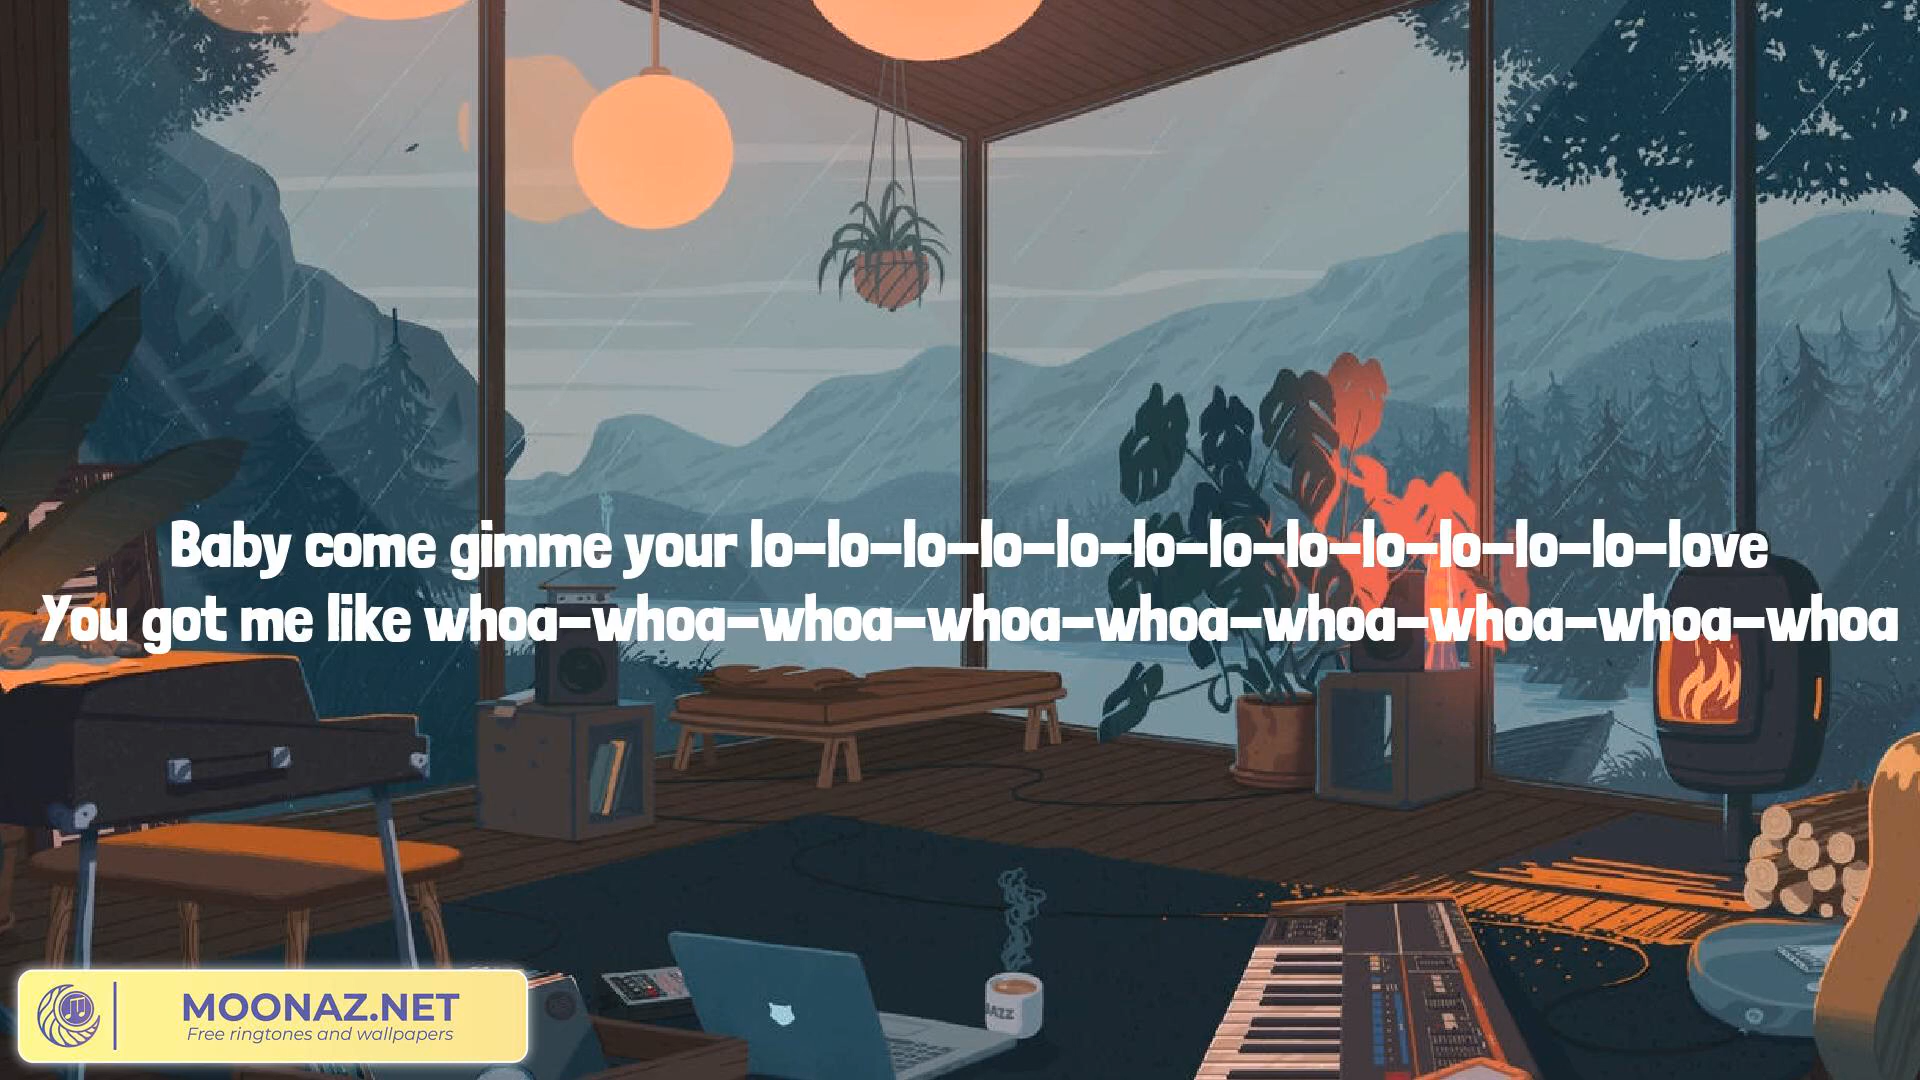 Baby come gimme your lo-lo-lo-lo-lo-lo-lo-lo-lo-lo-lo-lo-love
You got me like whoa-whoa-whoa-whoa-whoa-whoa-whoa-whoa-whoa
JAZZ
MOONAZ.NET
Free ringtones and wallpapers